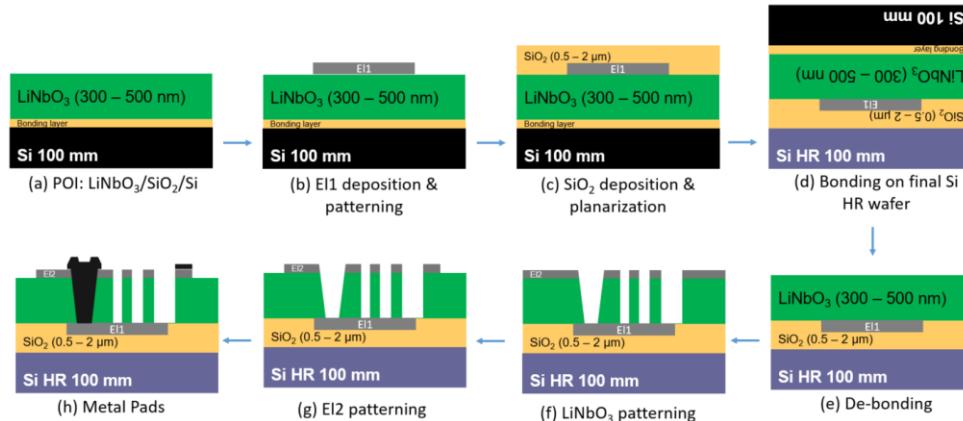 LiNbO₃ (300 – 500 nm)
Bonding layer
Si 100 mm
(a) POI: LiNbO₃/SiO₂/Si
El1
LiNbO₃ (300 – 500 nm)
Bonding layer
Si 100 mm
(b) El1 deposition &
patterning
SiO₂ (0.5 – 2 μm)
El1
LiNbO₃ (300 – 500 nm)
Bonding layer
Si 100 mm
(c) SiO₂ deposition &
planarization
Si 100 mm
Bonding layer
LiNbO₃ (300 – 500 nm)
El1
SiO₂ (0.5 – 2 μm)
Si HR 100 mm
(d) Bonding on final Si
HR wafer
El2
El1
SiO₂ (0.5 – 2 μm)
Si HR 100 mm
(h) Metal Pads
El2
El1
SiO₂ (0.5 – 2 μm)
Si HR 100 mm
(g) El2 patterning
El2
El1
SiO₂ (0.5 – 2 μm)
Si HR 100 mm
(f) LiNbO₃ patterning
LiNbO₃ (300 – 500 nm)
El1
SiO₂ (0.5 – 2 μm)
Si HR 100 mm
(e) De-bonding